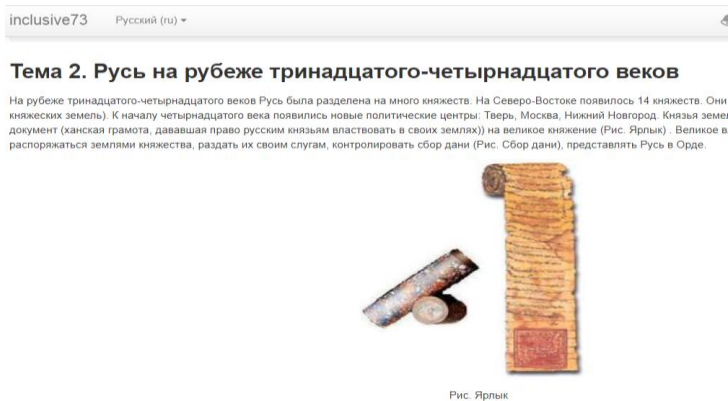 inclusive73 Русский (ru)
Тема 2. Русь на рубеже тринадцатого-четырнадцатого веков
На рубеже тринадцатого-четырнадцатого веков Русь была разделена на много княжеств. На Северо-Востоке появилось 14 княжеств. Они
княжеских земель). К началу четырнадцатого века появились новые политические центры: Тверь, Москва, Нижний Новгород. Князья
документ (ханская грамота, дававшая право русским князьям властвовать в своих землях)) на великое княжение (Рис. Ярлык) . Великое
распоряжаться землями княжества, раздать их своим слугам, контролировать сбор дани (Рис. Сбор дани), представлять Русь в Орде.
Рис. Ярлык